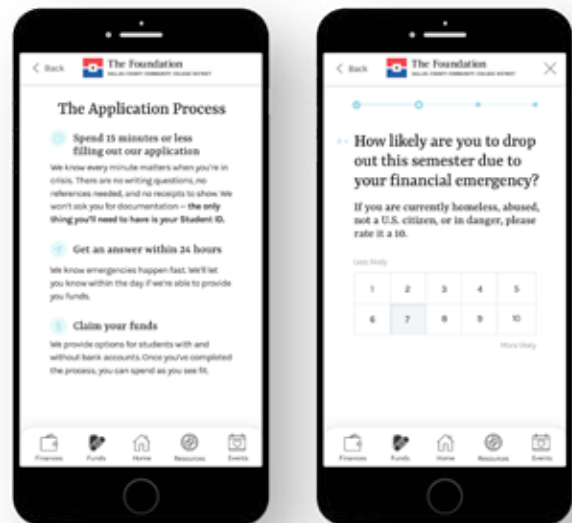 < Back
The Foundation
DALLAS COUNTY COMMUNITY COLLEGE DISTRICT
The Application Process
Spend 15 minutes or less
filling out our application
We know every minute matters when you're in
crisis. There are no writing questions, no
references needed, and no receipts to show. We
won't ask you for documentation – the only
thing you'll need to have is your Student ID.
Get an answer within 24 hours
We know emergencies happen fast. We'll let
you know within the day if we're able to provide
you funds.
Claim your funds
We provide options for students with and
without bank accounts. Once you've completed
the process, you can spend as you see fit.
Finances Funds Home Resources Events
< Back
The Foundation
DALLAS COUNTY COMMUNITY COLLEGE DISTRICT
How likely are you to drop
out this semester due to
your financial emergency?
If you are currently homeless, abused,
not a U.S. citizen, or in danger, please
rate it a 10.
Less likely
1 2 3 4 5
6 7 8 9 10
More likely
Finances Funds Home Resources Events